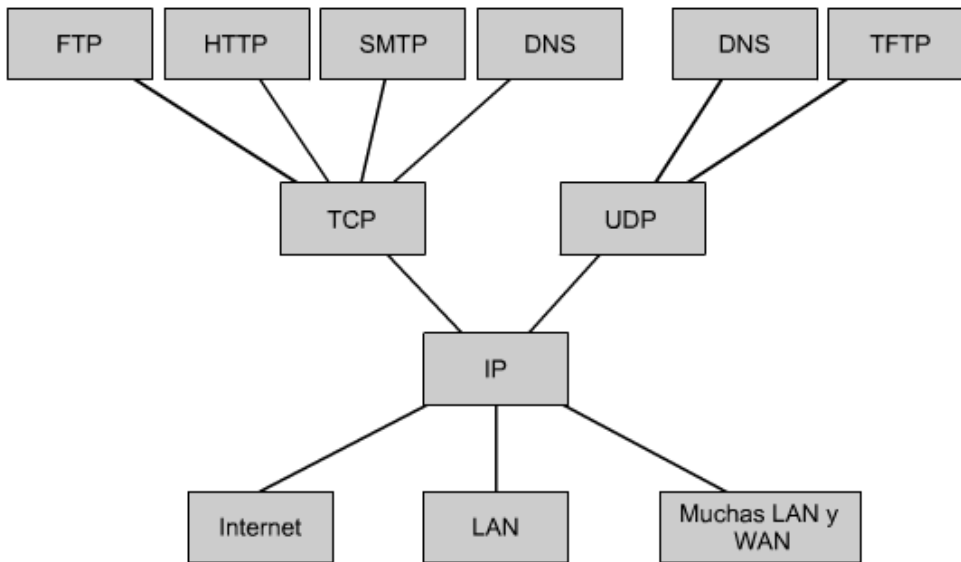 FTP
HTTP
SMTP
DNS
DNS
TFTP
TCP
UDP
IP
Internet
LAN
Muchas LAN y
WAN